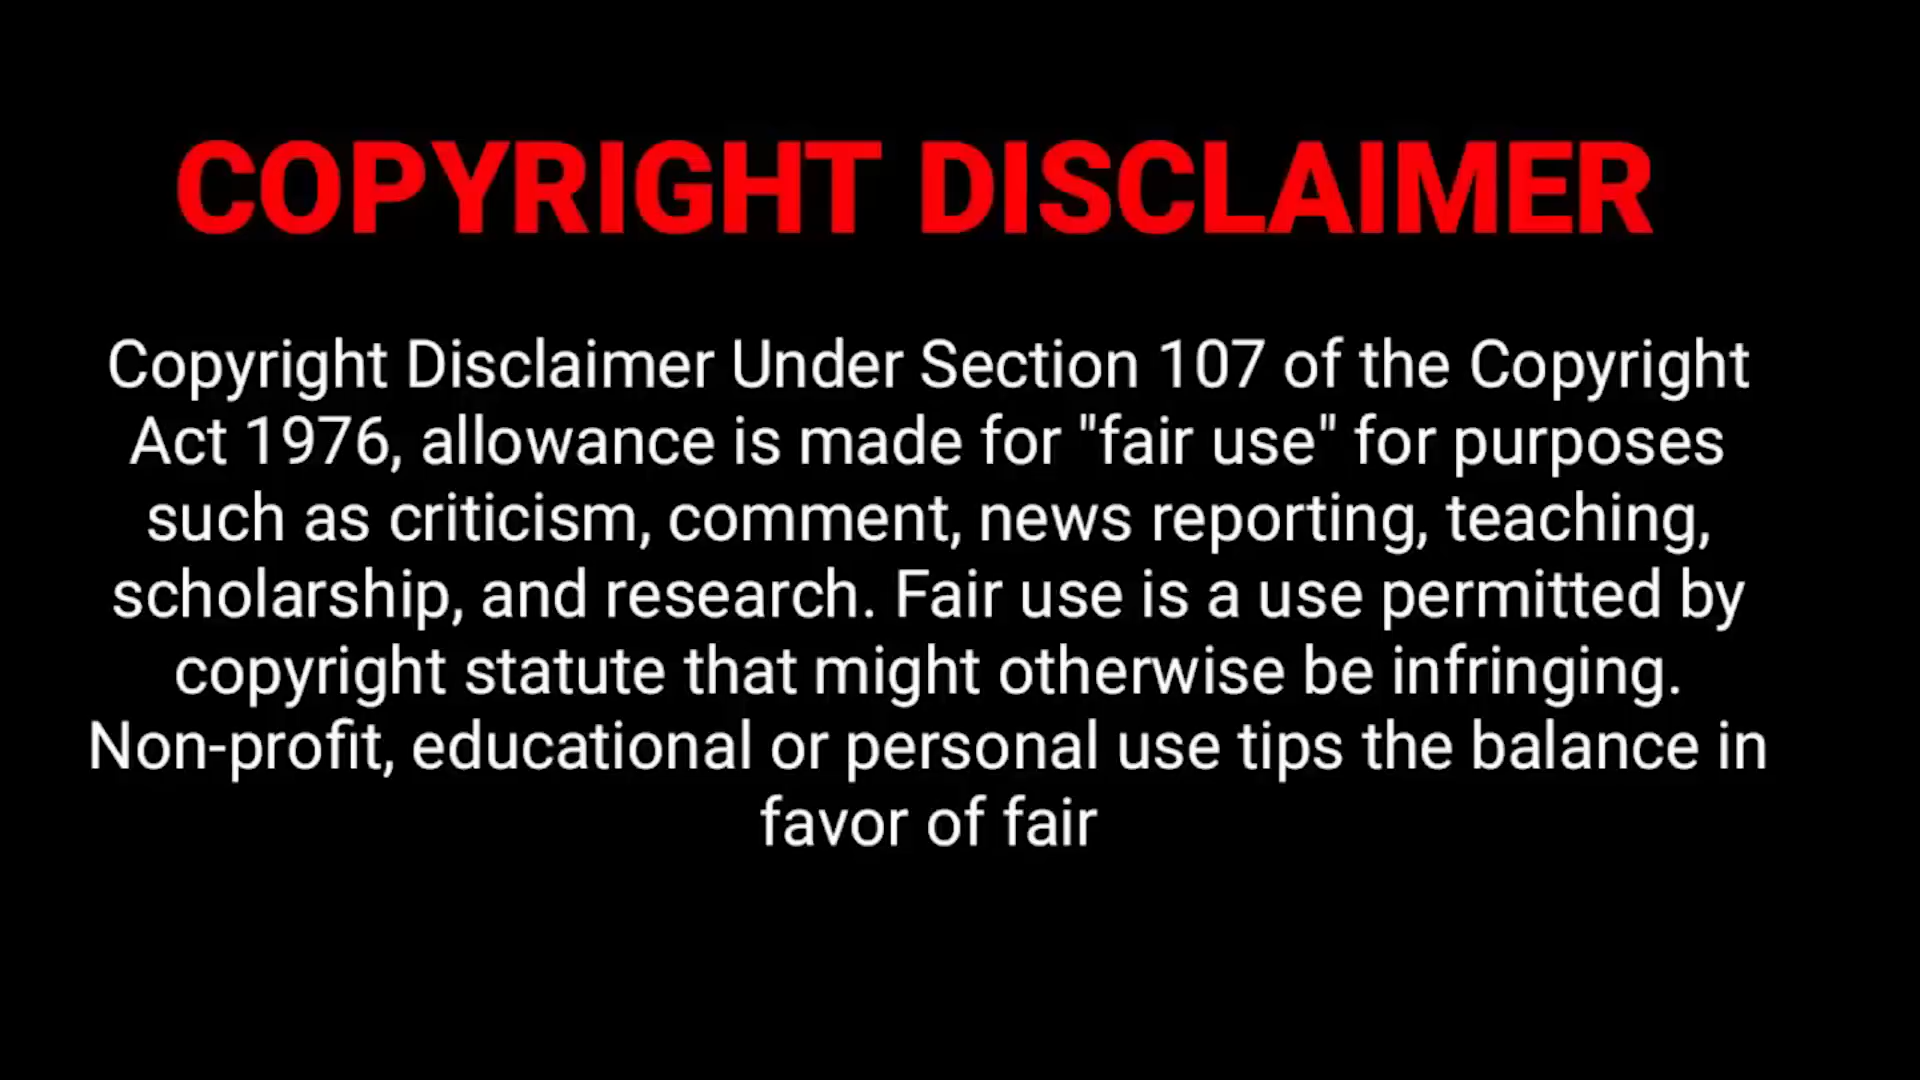 COPYRIGHT DISCLAIMER
Copyright Disclaimer Under Section 107 of the Copyright
Act 1976, allowance is made for "fair use" for purposes
such as criticism, comment, news reporting, teaching,
scholarship, and research. Fair use is a use permitted by
copyright statute that might otherwise be infringing.
Non-profit, educational or personal use tips the balance in
favor of fair